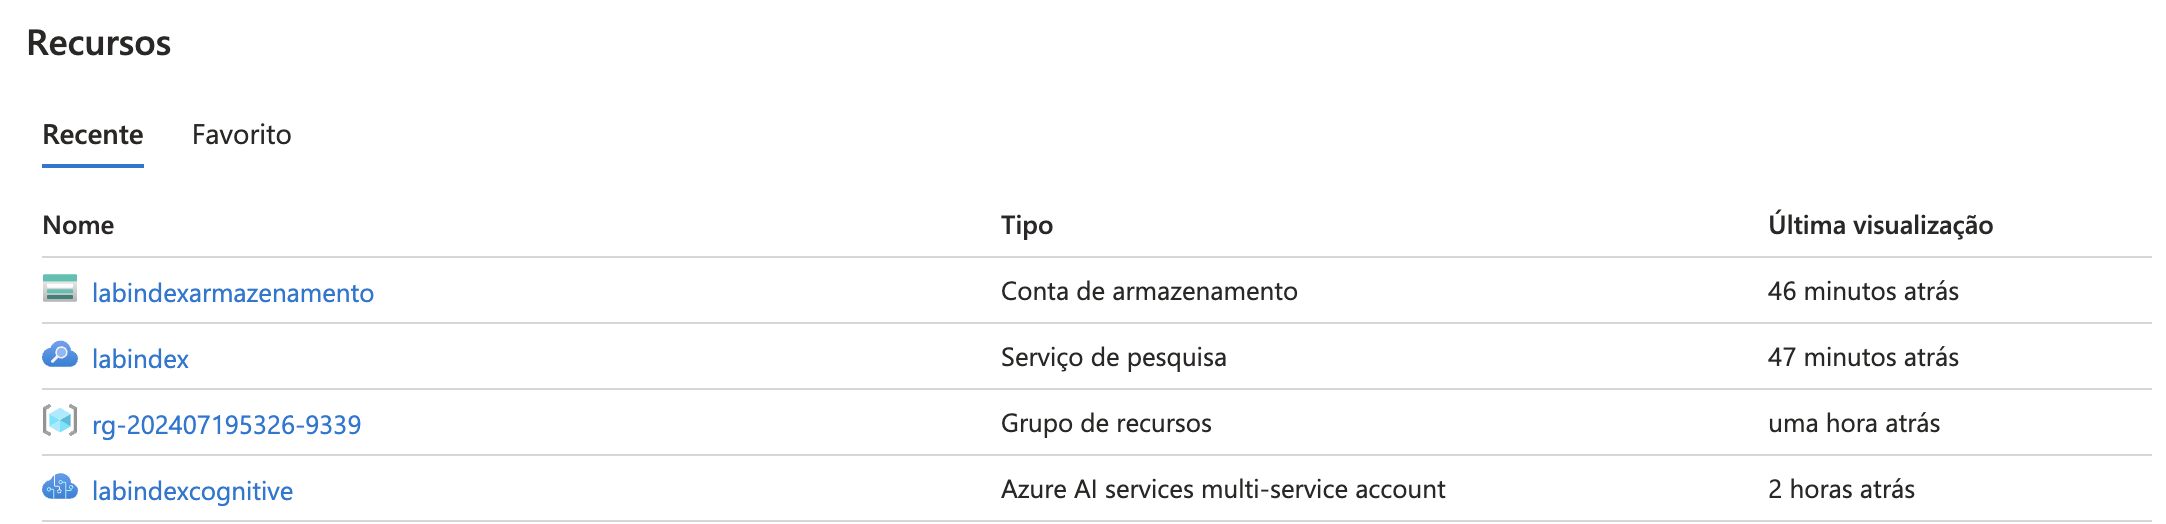 Recursos
Recente Favorito
Nome Tipo Última visualização
labindexarmazenamento Conta de armazenamento 46 minutos atrás
labindex Serviço de pesquisa 47 minutos atrás
rg-202407195326-9339 Grupo de recursos uma hora atrás
labindexcognitive Azure AI services multi-service account 2 horas atrás